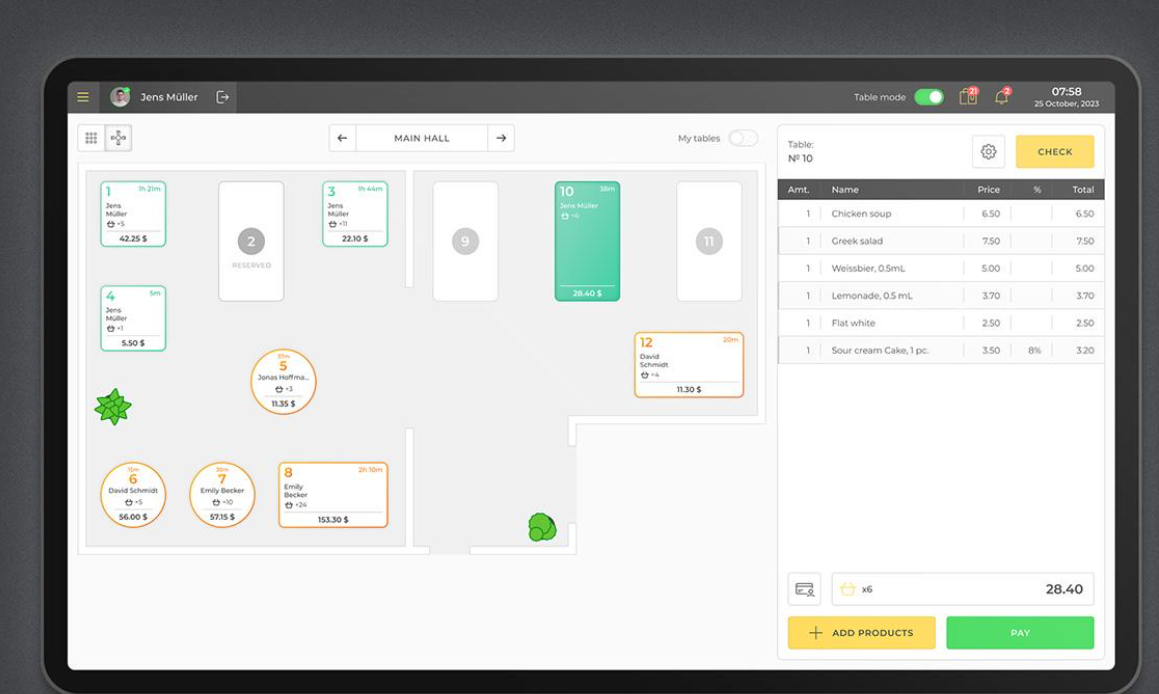 Jens Müller
Table mode
21
2
07:58
25 October, 2023
MAIN HALL
My tables
1 1h 21m
Jens
Müller
×5
42.25 $
2
RESERVED
3 1h 44m
Jens
Müller
×11
22.10 $
9
10 38m
Jens Müller
×4
28.40 $
11
4 5m
Jens
Müller
×1
5.50 $
5
Jonas Hoffma...
×3
11.35 $
12 20m
David
Schmidt
×4
11.30 $
15m
6
David Schmidt
×5
56.00 $
7
Emily Becker
×10
57.15 $
8 2h 10m
Emily
Becker
×24
153.30 $
Table:
№ 10
CHECK
Amt. Name Price % Total
1 Chicken soup 6.50 6.50
1 Greek salad 7.50 7.50
1 Weissbier, 0.5mL 5.00 5.00
1 Lemonade, 0.5 mL 3.70 3.70
1 Flat white 2.50 2.50
1 Sour cream Cake, 1 pc. 3.50 8% 3.20
x6 28.40
+ ADD PRODUCTS
PAY